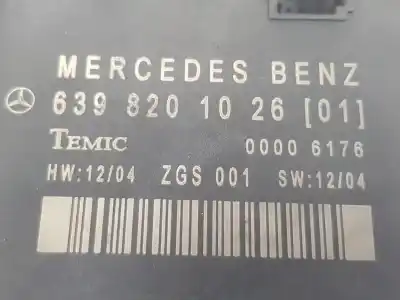 MERCEDES BENZ
639 820 10 26 [01]
TEMIC 0000 6176
HW:12/04 ZGS 001 SW:12/04